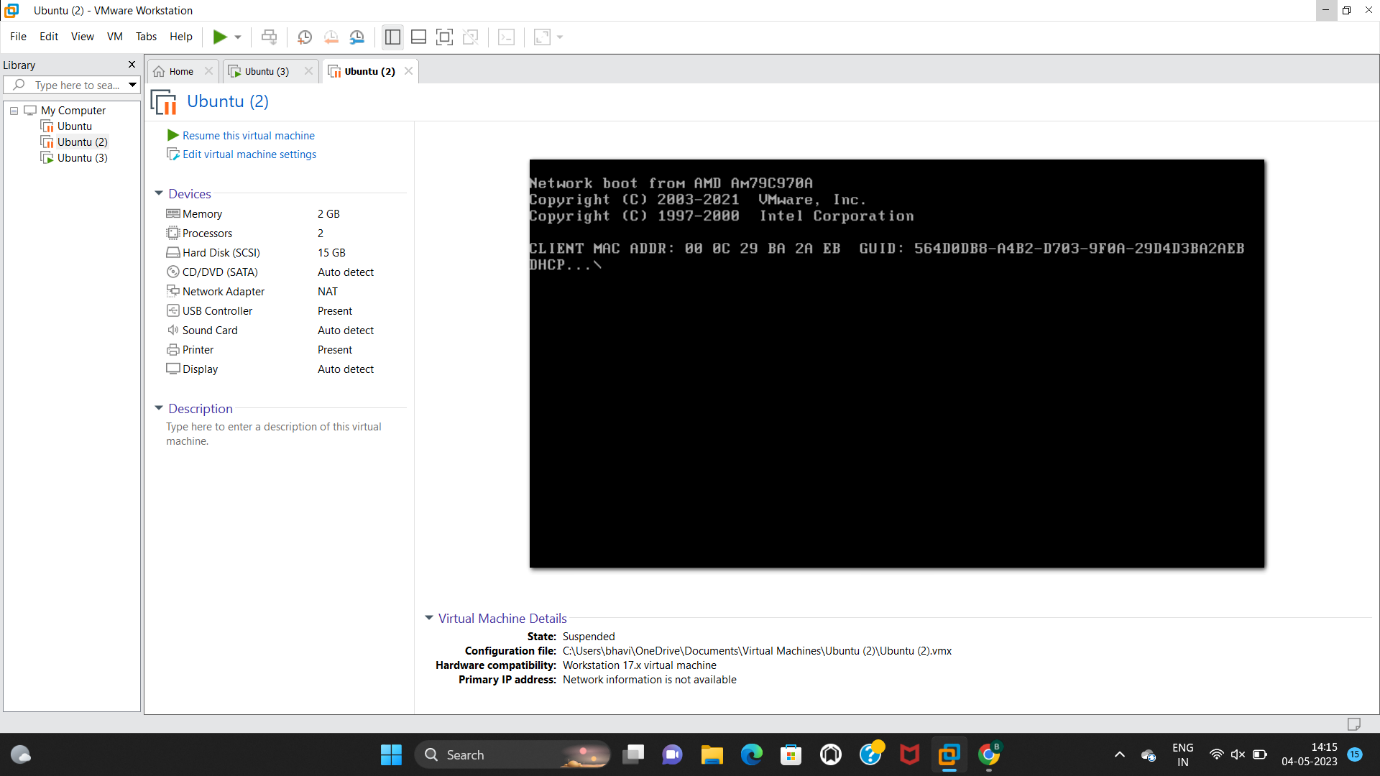 Ubuntu (2) - VMware Workstation
File Edit View VM Tabs Help
Library
Type here to sea...
My Computer
Ubuntu
Ubuntu (2)
Ubuntu (3)
Home
Ubuntu (3)
Ubuntu (2)
Ubuntu (2)
Resume this virtual machine
Edit virtual machine settings
Devices
Memory 2 GB
Processors 2
Hard Disk (SCSI) 15 GB
CD/DVD (SATA) Auto detect
Network Adapter NAT
USB Controller Present
Sound Card Auto detect
Printer Present
Display Auto detect
Description
Type here to enter a description of this virtual
machine.
Network boot from AMD Am79C970A
Copyright (C) 2003-2021 VMware, Inc.
Copyright (C) 1997-2000 Intel Corporation
CLIENT MAC ADDR: 00 0C 29 BA 2A EB GUID: 564D0DB8-A4B2-D703-9F0A-29D4D3BA2AEB
DHCP...\
Virtual Machine Details
State: Suspended
Configuration file: C:\Users\bhavi\OneDrive\Documents\Virtual Machines\Ubuntu (2)\Ubuntu (2).vmx
Hardware compatibility: Workstation 17.x virtual machine
Primary IP address: Network information is not available
Search
ENG
IN
14:15
04-05-2023
15